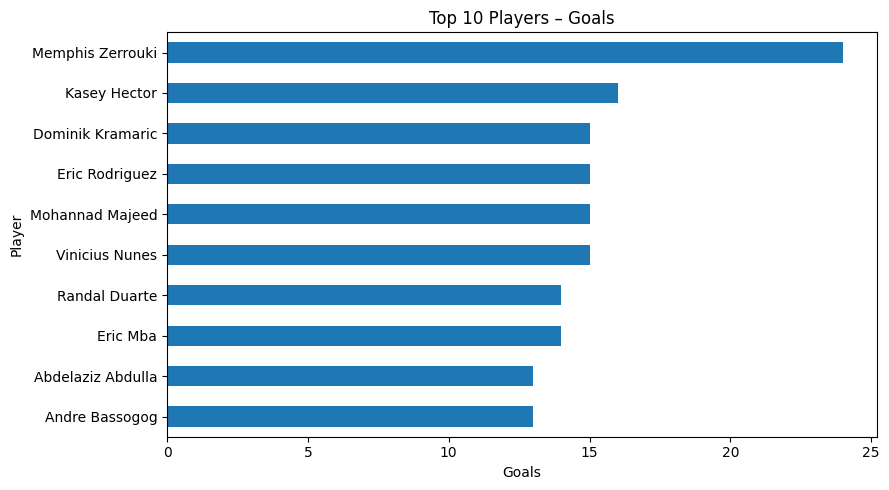 Top 10 Players – Goals
Memphis Zerrouki
Kasey Hector
Dominik Kramaric
Eric Rodriguez
Mohannad Majeed
Vinicius Nunes
Randal Duarte
Eric Mba
Abdelaziz Abdulla
Andre Bassogog
Player
0 5 10 15 20 25
Goals